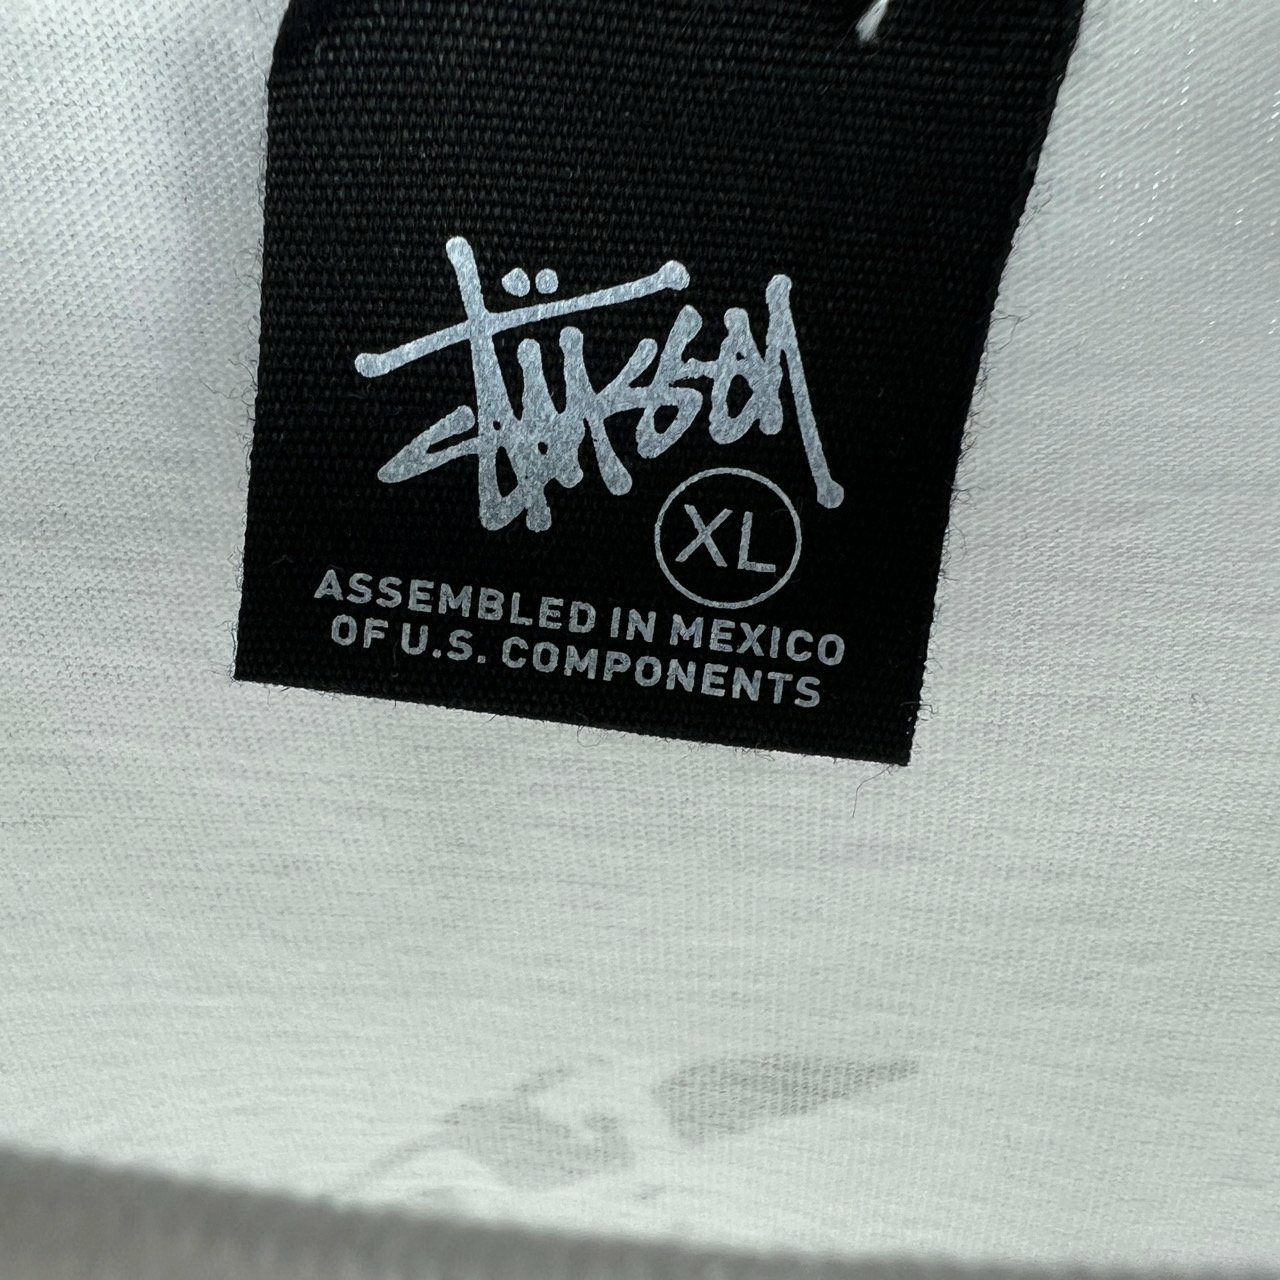 Stüssy
XL
ASSEMBLED IN MEXICO
OF U.S. COMPONENTS